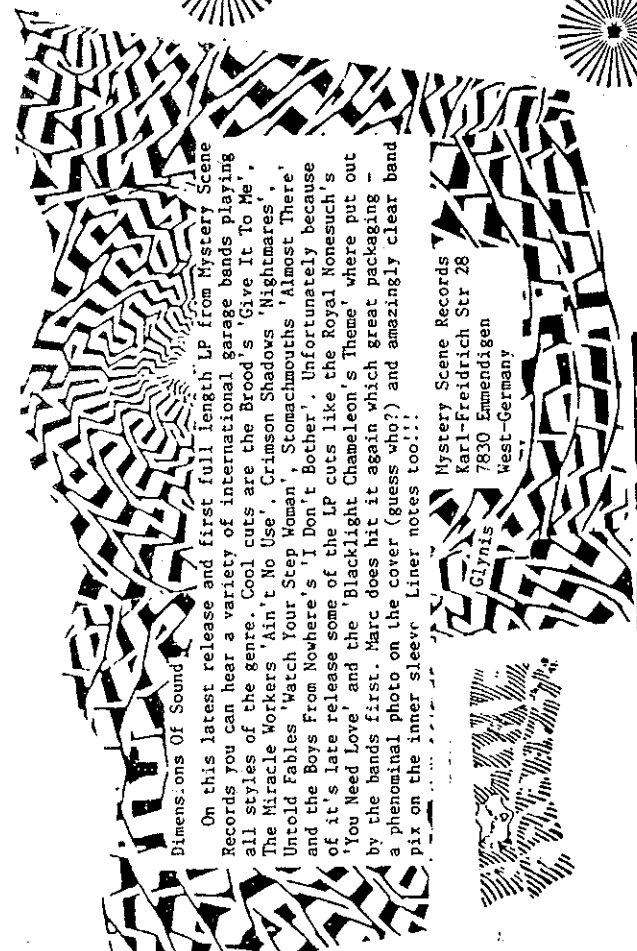 Dimensions Of Sound
On this latest release and first full length LP from Mystery Scene
Records you can hear a variety of international garage bands playing
all styles of the genre. Cool cuts are the Brood's 'Give It To Me',
The Miracle Workers 'Ain't No Use', Crimson Shadows 'Nightmares',
Untold Fables 'Watch Your Step Woman', Stomachmouths 'Almost There'
and the Boys From Nowhere's 'I Don't Bother'. Unfortunately because
of it's late release some of the LP cuts like the Royal Nonesuch's
'You Need Love' and the 'Blacklight Chameleon's Theme' where put out
by the bands first. Marc does hit it again which great packaging -
a phenominal photo on the cover (guess who?) and amazingly clear band
pix on the inner sleeve. Liner notes too!!!
Glynis
Mystery Scene Records
Karl-Freidrich Str 28
7830 Emmendigen
West-Germany